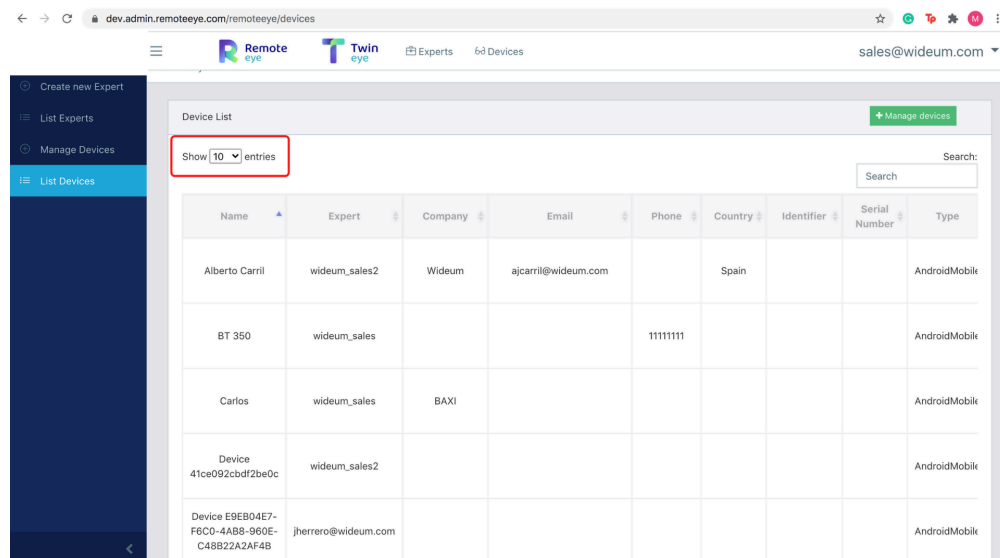 dev.admin.remoteeye.com/remoteeye/devices
G Tp M
Remote eye Twin eye Experts Devices sales@wideum.com
Create new Expert
List Experts
Manage Devices
List Devices
Device List
Manage devices
Show 10 entries
Search:
Search
Name Expert Company Email Phone Country Identifier Serial Number Type
Alberto Carril wideum_sales2 Wideum ajcarril@wideum.com Spain AndroidMobile
BT 350 wideum_sales 11111111 AndroidMobile
Carlos wideum_sales BAXI AndroidMobile
Device
41ce092cbdf2be0c wideum_sales2 AndroidMobile
Device E9EB04E7-
F6C0-4AB8-960E- jherrero@wideum.com AndroidMobile
C48B22A2AF4B